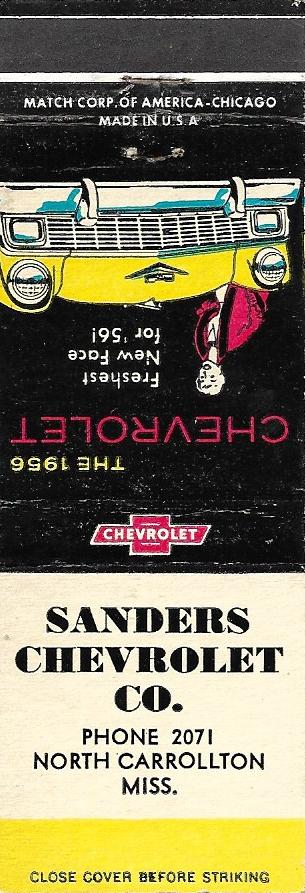 MATCH CORP. OF AMERICA-CHICAGO
MADE IN U.S.A
THE 1956
CHEVROLET
Freshest
New Face
for '56!
CHEVROLET
SANDERS
CHEVROLET
CO.
PHONE 2071
NORTH CARROLLTON
MISS.
CLOSE COVER BEFORE STRIKING